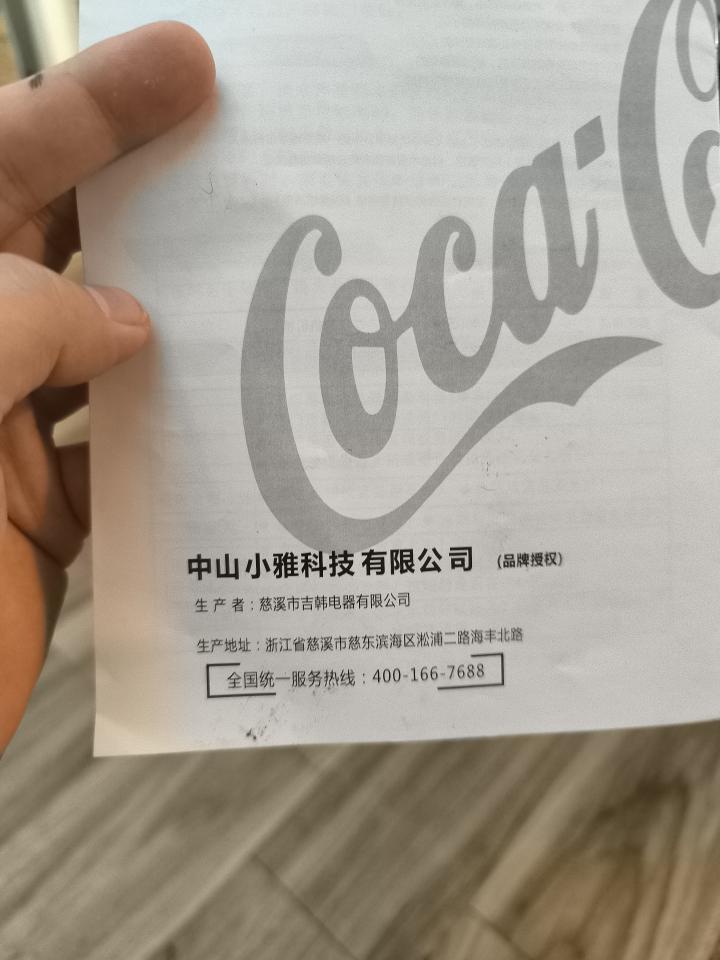 Coca-Co
中山小雅科技有限公司 (品牌授权)
生产者：慈溪市吉韩电器有限公司
生产地址：浙江省慈溪市慈东滨海区淞浦二路海丰北路
全国统一服务热线：400-166-7688